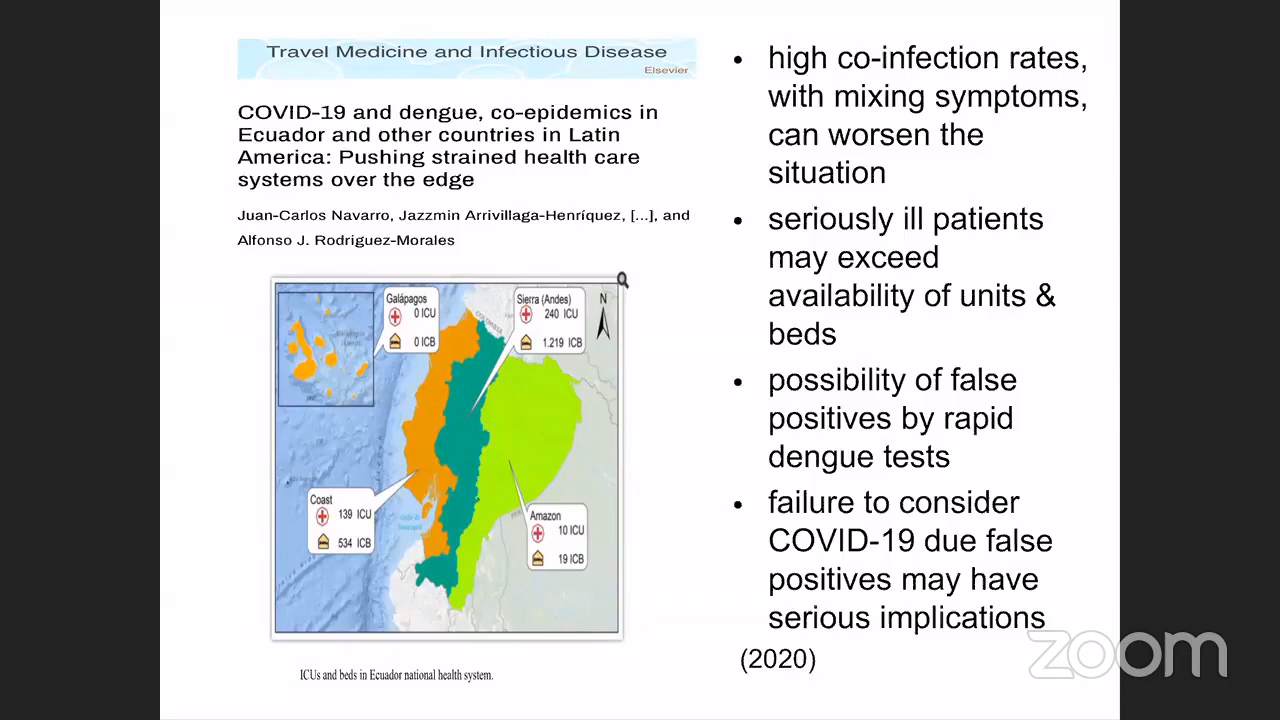 Travel Medicine and Infectious Disease
Elsevier
COVID-19 and dengue, co-epidemics in
Ecuador and other countries in Latin
America: Pushing strained health care
systems over the edge
Juan-Carlos Navarro, Jazzmin Arrivillaga-Henríquez, [...], and
Alfonso J. Rodriguez-Morales
Galápagos
0 ICU
0 ICB
Sierra (Andes)
240 ICU
1.219 ICB
N
COLOMBIA
Coast
139 ICU
534 ICB
Amazon
10 ICU
19 ICB
ICUs and beds in Ecuador national health system.
• high co-infection rates,
with mixing symptoms,
can worsen the
situation
• seriously ill patients
may exceed
availability of units &
beds
• possibility of false
positives by rapid
dengue tests
• failure to consider
COVID-19 due false
positives may have
serious implications
(2020)
zoom